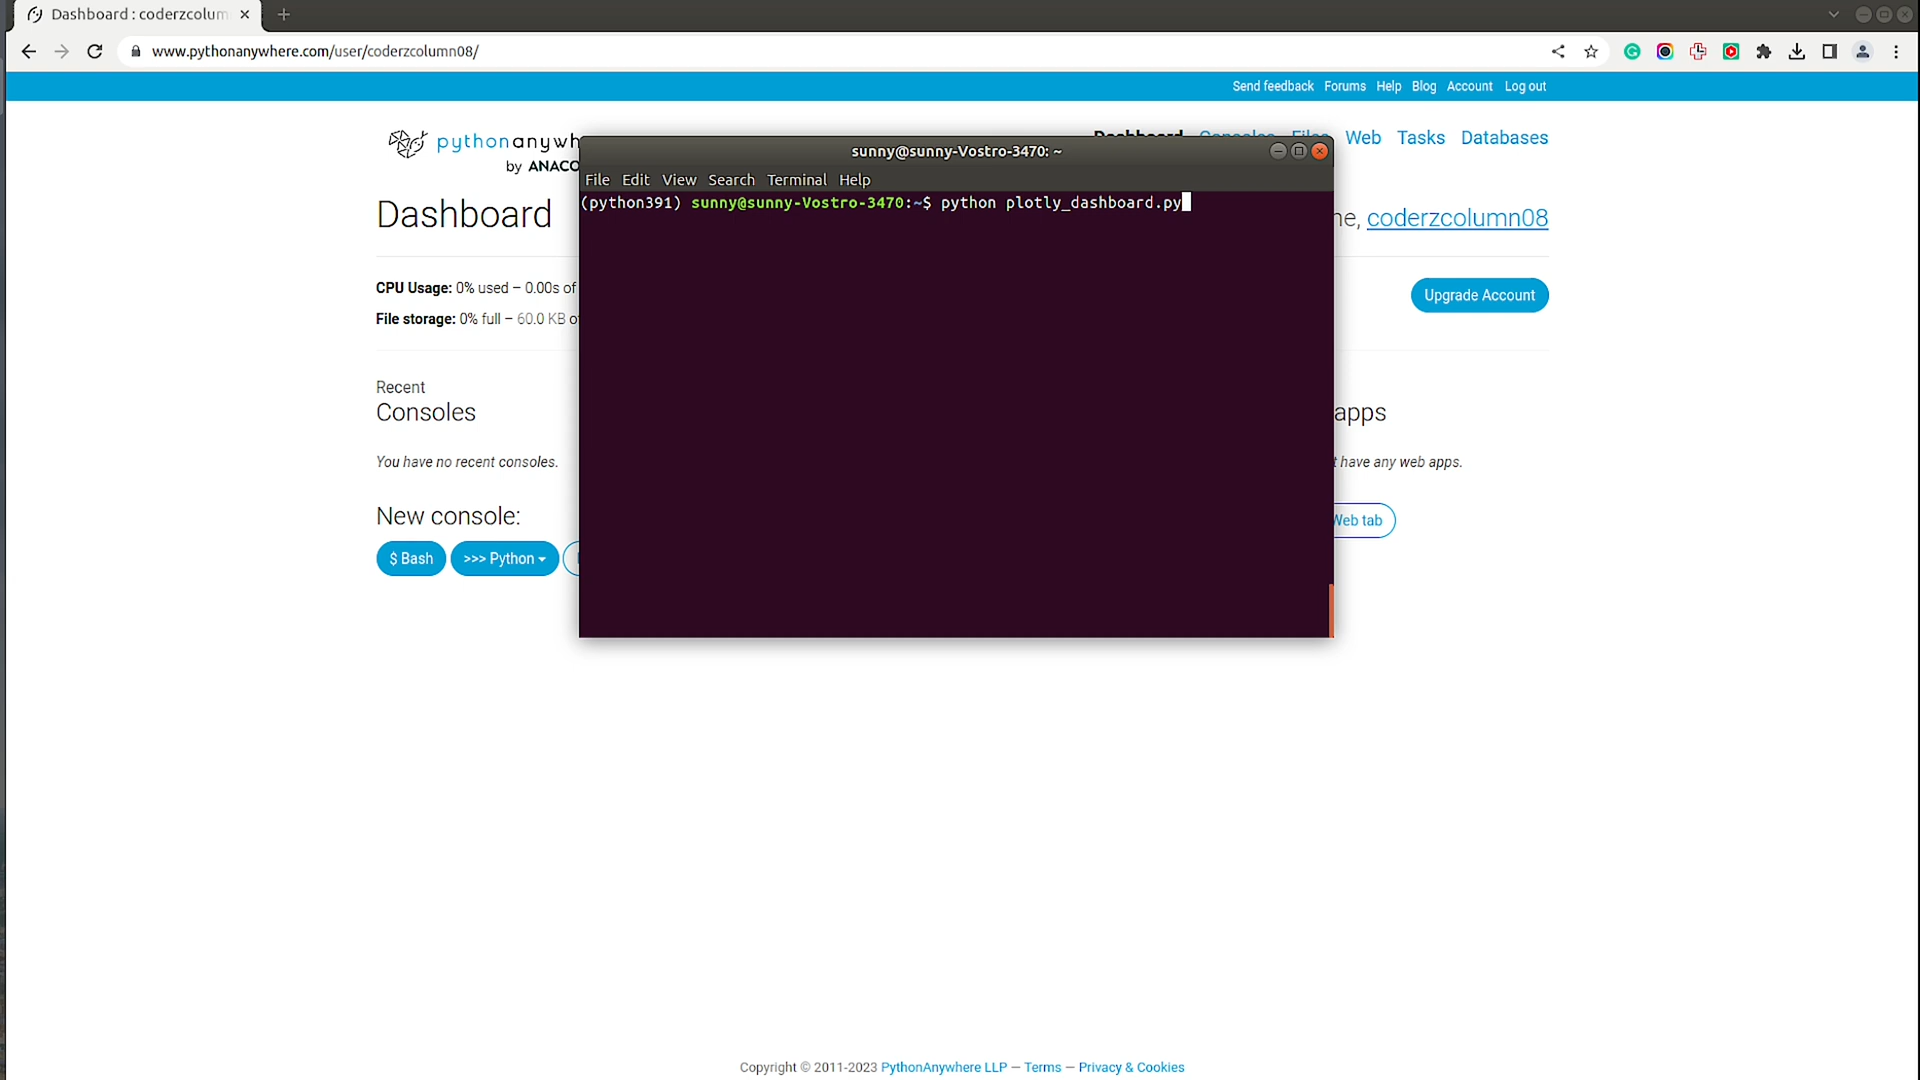 Dashboard : coderzcolum
www.pythonanywhere.com/user/coderzcolumn08/
Send feedback Forums Help Blog Account Log out
pythonanywh
by ANACO
Dashboard Consoles Files Web Tasks Databases
sunny@sunny-Vostro-3470: ~
File Edit View Search Terminal Help
(python391) sunny@sunny-Vostro-3470:~$ python plotly_dashboard.py
Dashboard
ne, coderzcolumn08
CPU Usage: 0% used – 0.00s of
Upgrade Account
File storage: 0% full – 60.0 KB o
Recent
Consoles
apps
You have no recent consoles.
t have any web apps.
New console:
Web tab
$ Bash >>> Python
Copyright © 2011-2023 PythonAnywhere LLP — Terms — Privacy & Cookies